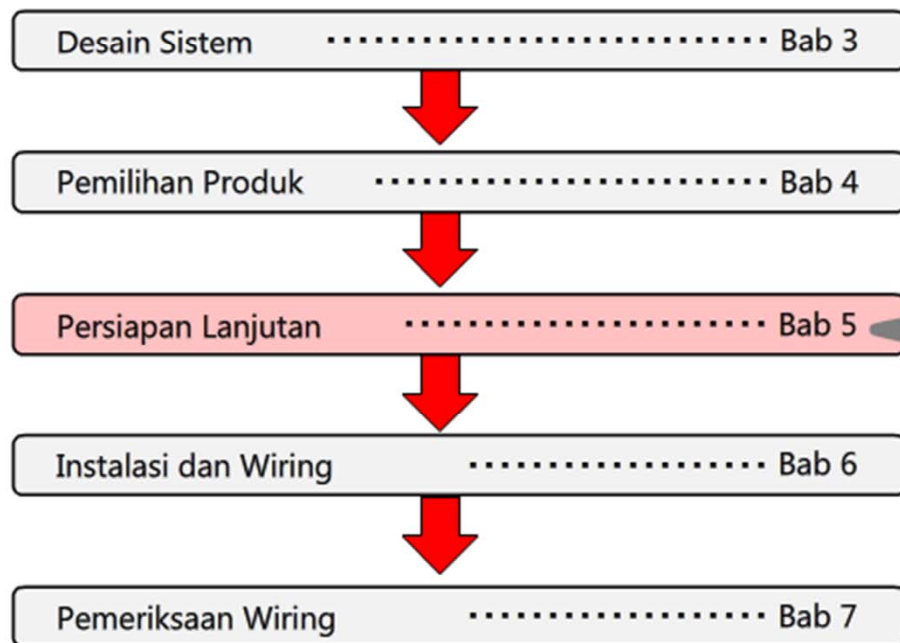 Desain Sistem ............................ Bab 3
Pemilihan Produk ......................... Bab 4
Persiapan Lanjutan ....................... Bab 5
Instalasi dan Wiring ................... Bab 6
Pemeriksaan Wiring ................... Bab 7